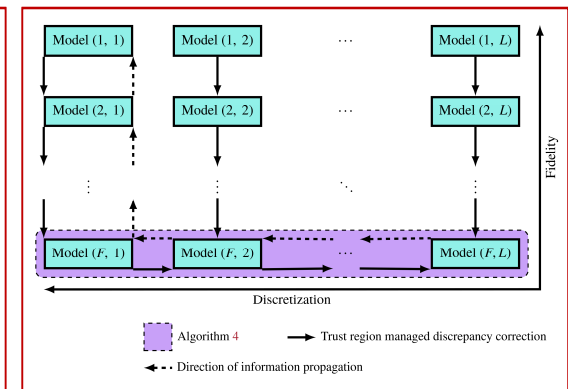 Model (1, 1) Model (1, 2) ⋯ Model (1, L)
Model (2, 1) Model (2, 2) ⋯ Model (2, L)
⋮ ⋮ ⋱ ⋮
Fidelity
Model (F, 1) Model (F, 2) ⋯ Model (F, L)
Discretization
Algorithm 4 Trust region managed discrepancy correction
Direction of information propagation